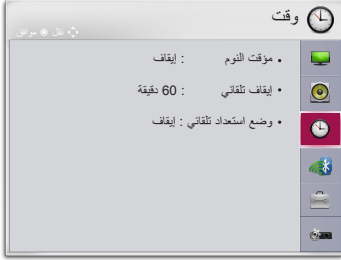 وقت
نقل موافق
• مؤقت النوم : إيقاف
• إيقاف تلقائي : 60 دقيقة
• وضع استعداد تلقائي : إيقاف